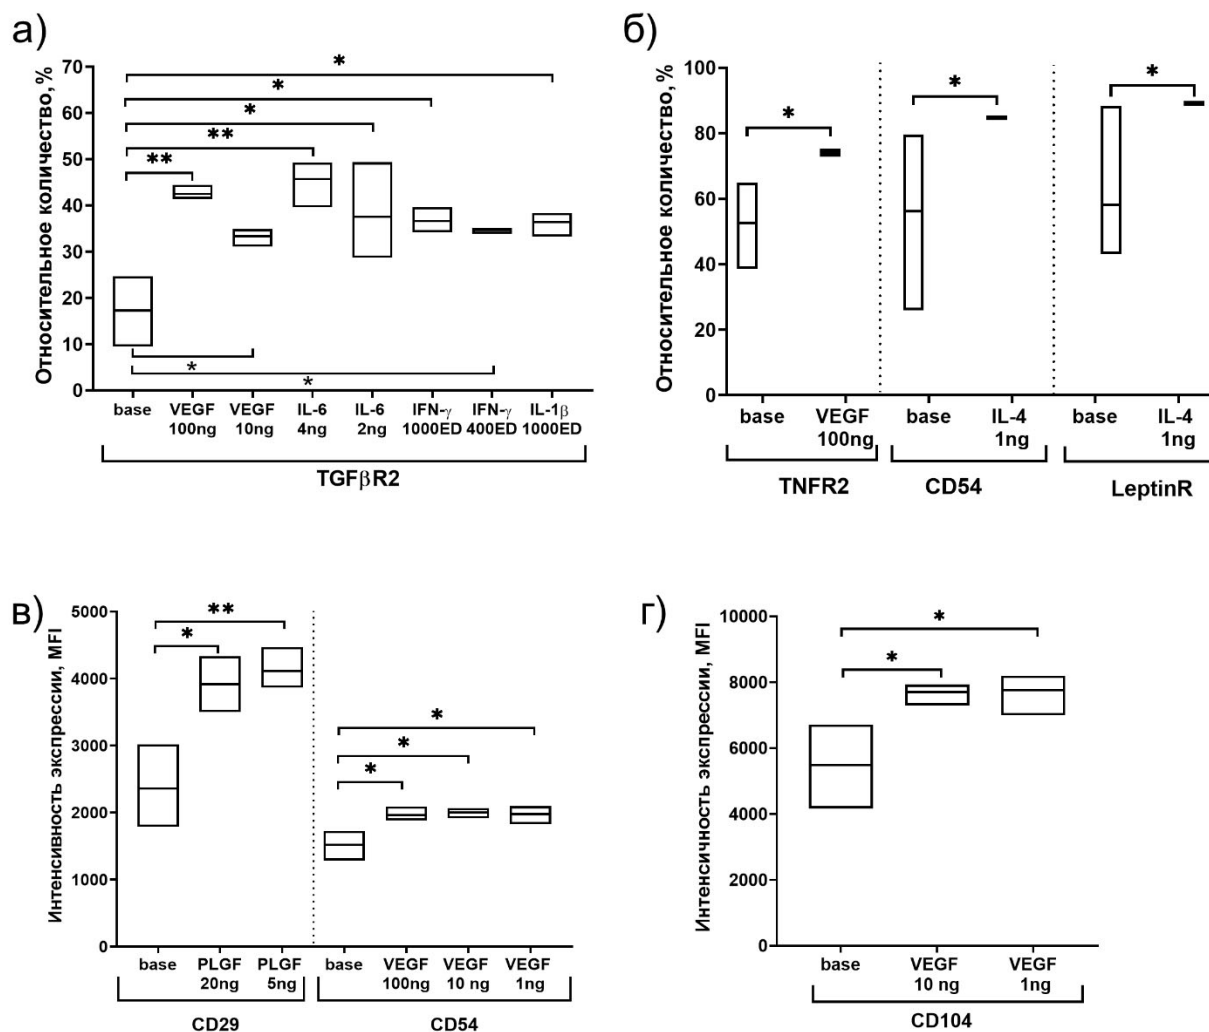 а)
* 
*
*
**
**
Относительное количество, %
70
60
50
40
30
20
10
0
*
*
base VEGF VEGF IL-6 IL-6 IFN-γ IFN-γ IL-1β
100ng 10ng 4ng 2ng 1000ED 400ED 1000ED
TGFβR2
б)
* * *
Относительное количество, %
100
80
60
40
20
0
base VEGF base IL-4 base IL-4
100ng 1ng 1ng
TNFR2 CD54 LeptinR
в)
**
*
*
*
*
Интенсивность экспрессии, MFI
5000
4000
3000
2000
1000
0
base PLGF PLGF base VEGF VEGF VEGF
20ng 5ng 100ng 10 ng 1ng
CD29 CD54
г)
*
*
Интенсичность экспрессии, MFI
10000
8000
6000
4000
2000
0
base VEGF VEGF
10 ng 1ng
CD104